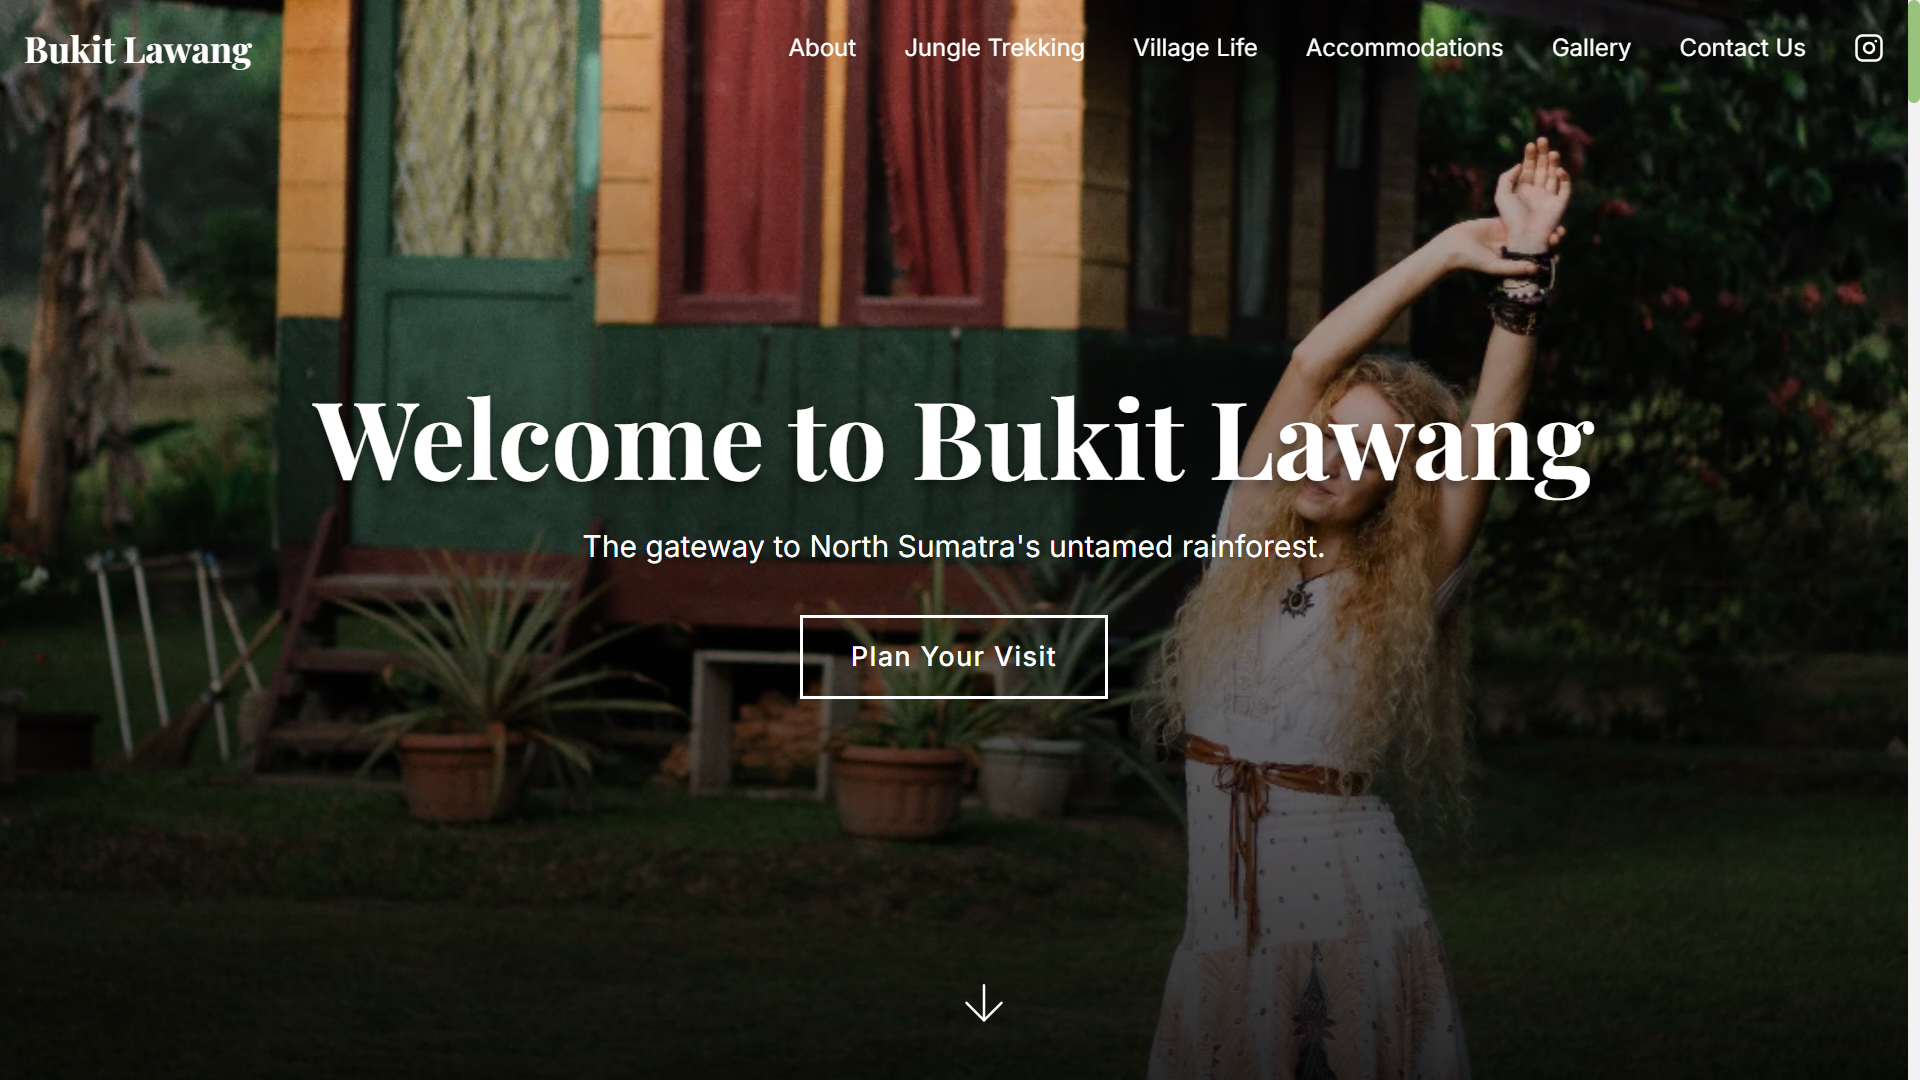 Bukit Lawang
About
Jungle Trekking
Village Life
Accommodations
Gallery
Contact Us
Welcome to Bukit Lawang
The gateway to North Sumatra's untamed rainforest.
Plan Your Visit